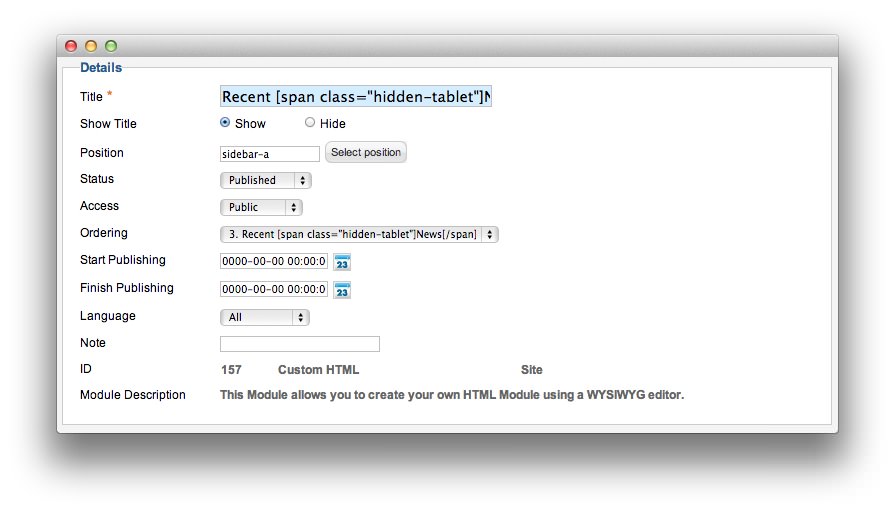 Details
Title * Recent [span class="hidden-tablet"]N
Show Title Show Hide
Position sidebar-a Select position
Status Published
Access Public
Ordering 3. Recent [span class="hidden-tablet"]News[/span]
Start Publishing 0000-00-00 00:00:0 23
Finish Publishing 0000-00-00 00:00:0 23
Language All
Note
ID 157 Custom HTML Site
Module Description This Module allows you to create your own HTML Module using a WYSIWYG editor.